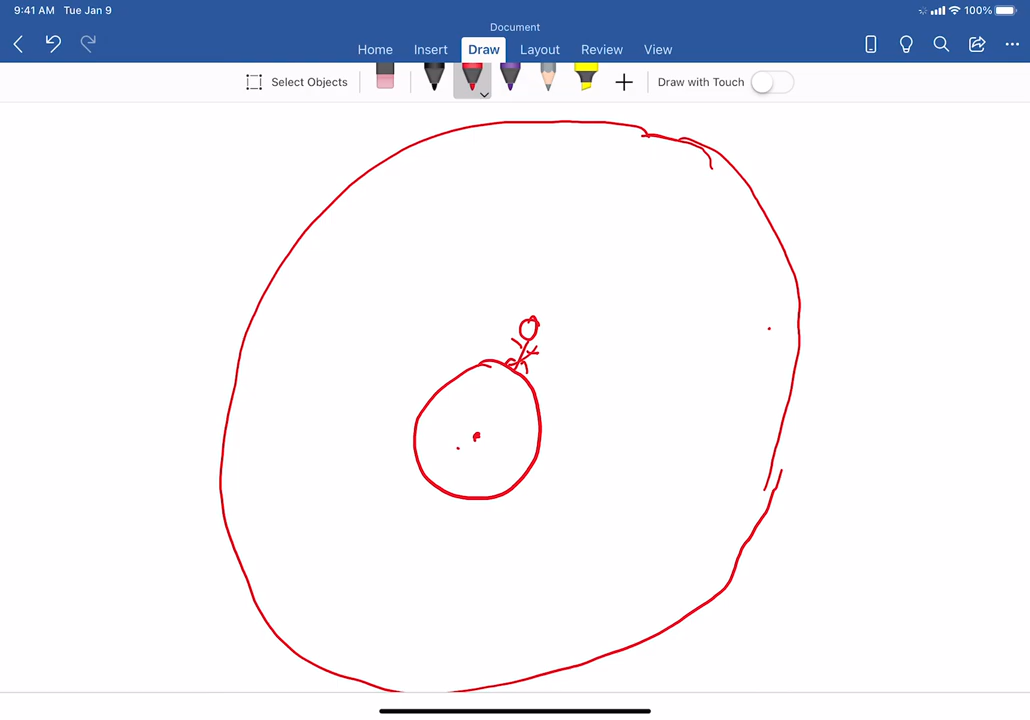 9:41 AM Tue Jan 9
100%
Document
Home Insert Draw Layout Review View
Select Objects
Draw with Touch